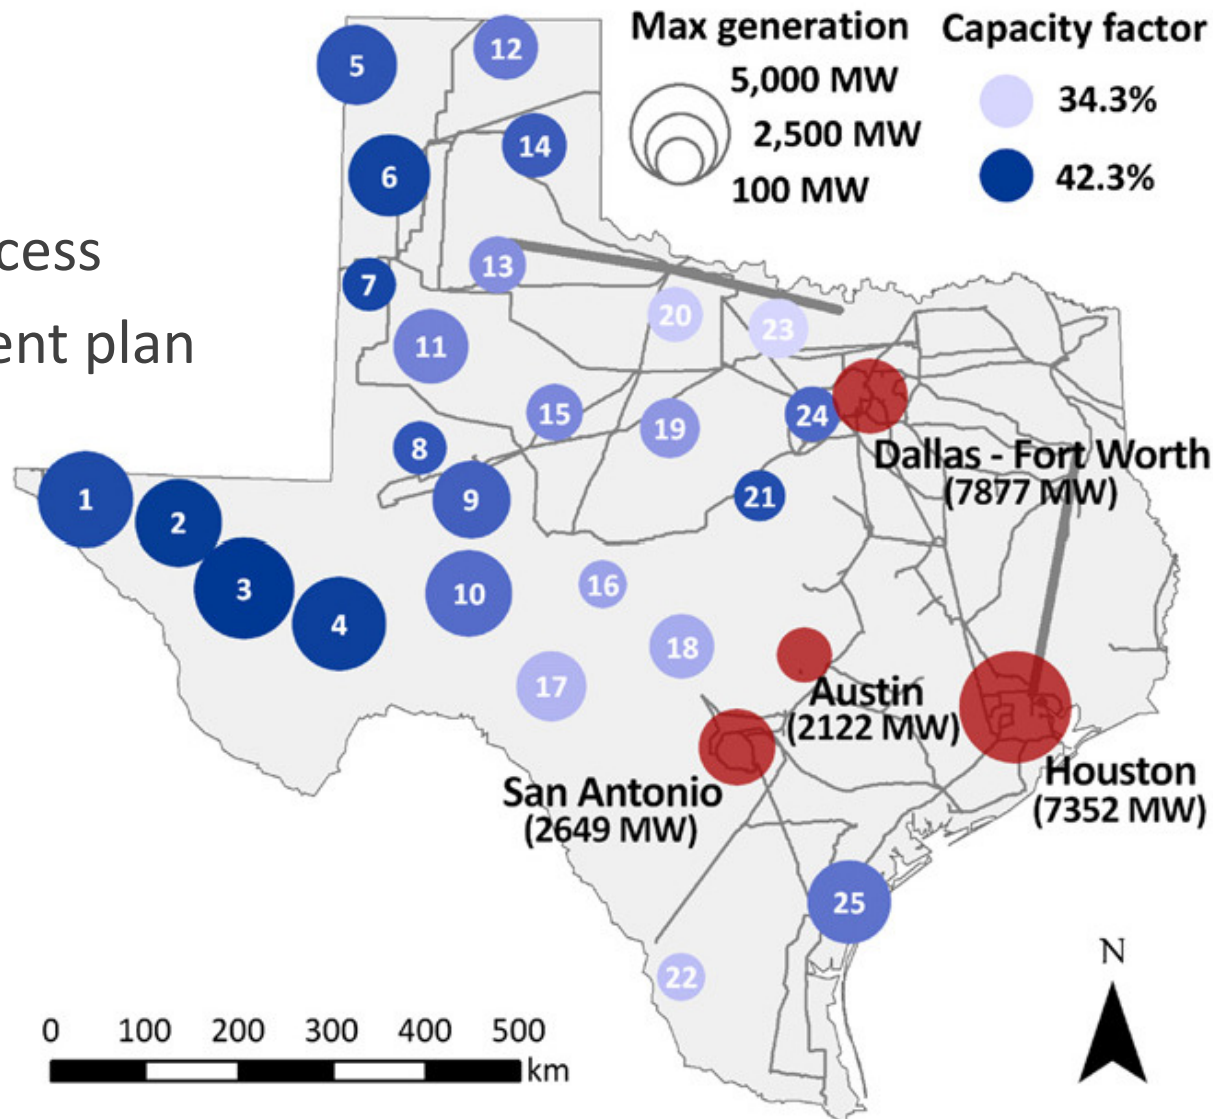 Max generation
5,000 MW
2,500 MW
100 MW
Capacity factor
34.3%
42.3%
cess
ent plan
5
12
14
6
13
7
20
23
11
15
24
19
8
Dallas - Fort Worth
(7877 MW)
1
9
21
2
3
10
16
4
18
17
Austin
(2122 MW)
San Antonio
(2649 MW)
Houston
(7352 MW)
25
22
N
0 100 200 300 400 500
km